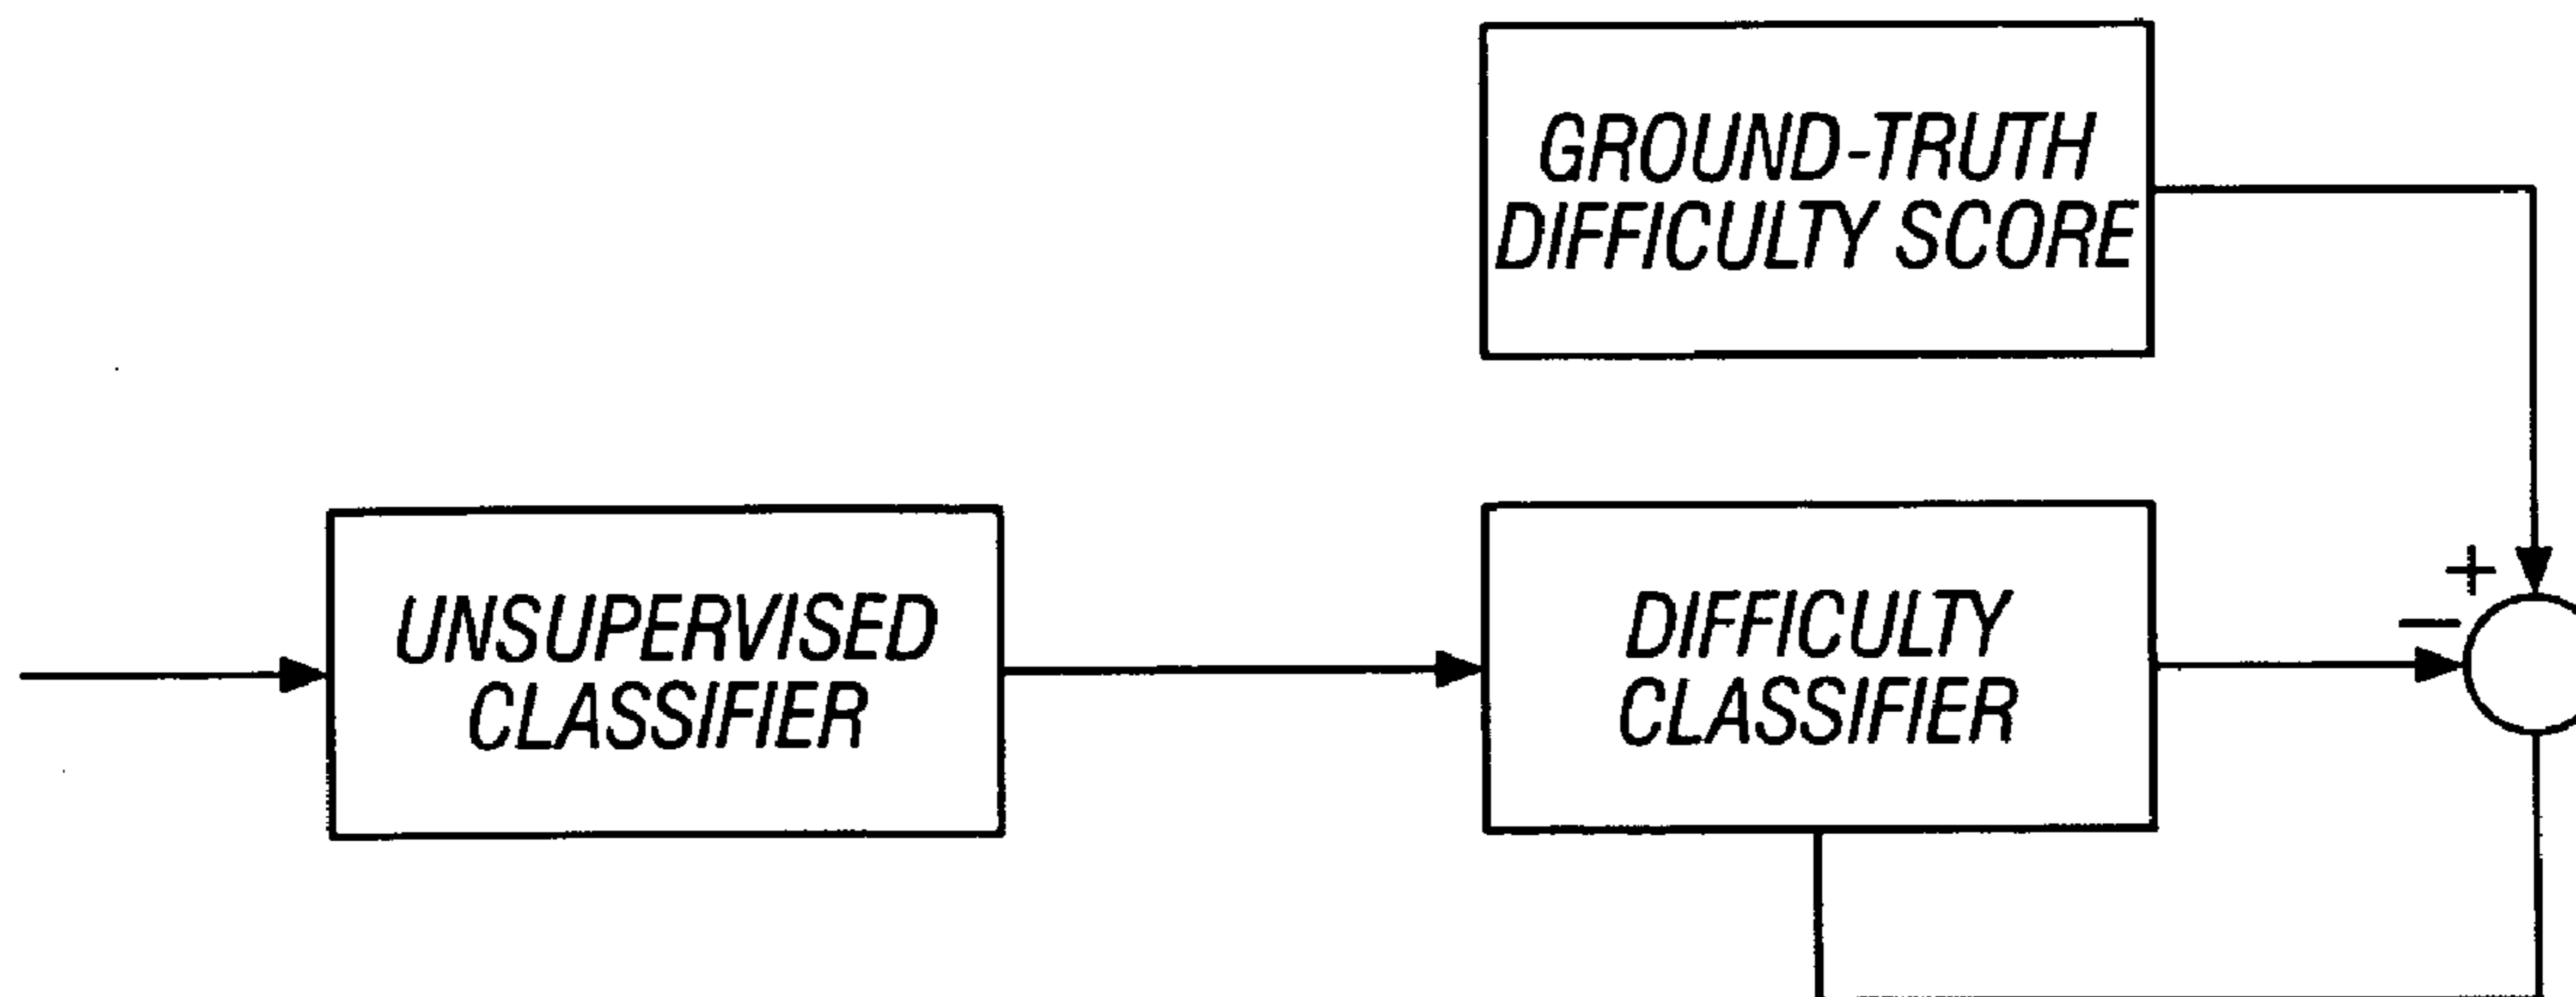 GROUND-TRUTH
DIFFICULTY SCORE
+
−
UNSUPERVISED
CLASSIFIER
DIFFICULTY
CLASSIFIER